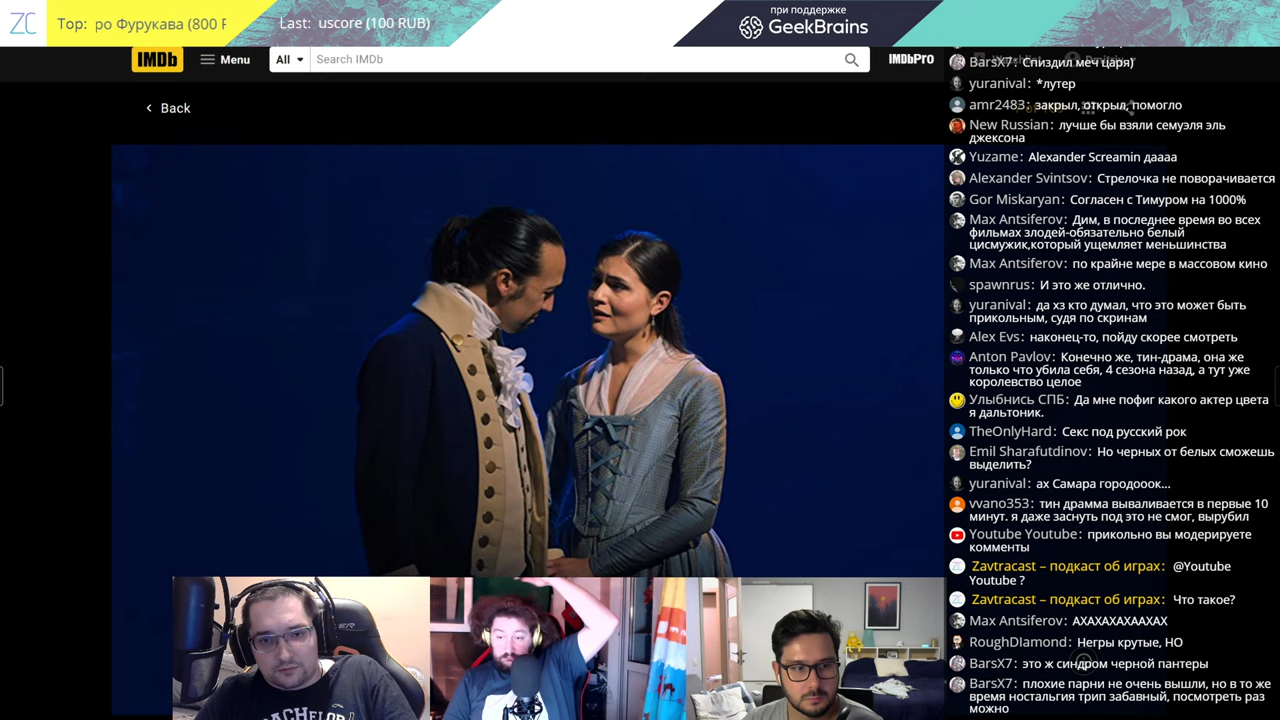 ZC
Top: ро Фурукава (800 F
Last: uscore (100 RUB)
при поддержке
GeekBrains
IMDb
Menu
All
Search IMDb
IMDbPro
Back
BarsX7: Спиздил меч царя)
yuranival: *лутер
amr2483: закрыл,открыл,помогло
New Russian: лучше бы взяли семуэля эль
джексона
Yuzame: Alexander Screamin даааа
Alexander Svintsov: Стрелочка не поворачивается
Gor Miskaryan: Согласен с Тимуром на 1000%
Max Antsiferov: Дим, в последнее время во всех
фильмах злодей-обязательно белый
цисмужик,который ущемляет меньшинства
Max Antsiferov: по крайне мере в массовом кино
spawnrus: И это же отлично.
yuranival: да хз кто думал, что это может быть
прикольным, судя по скринам
Alex Evs: наконец-то, пойду скорее смотреть
Anton Pavlov: Конечно же, тин-драма, она же
только что убила себя, 4 сезона назад, а тут уже
королевство целое
Улыбнись СПБ: Да мне пофиг какого актер цвета
я дальтоник.
TheOnlyHard: Секс под русский рок
Emil Sharafutdinov: Но черных от белых сможешь
выделить?
yuranival: ах Самара городооок...
vvano353: тин драмма вываливается в первые 10
минут. я даже заснуть под это не смог, вырубил
Youtube Youtube: прикольно вы модерируете
комменты
Zavtracast – подкаст об играх: @Youtube
Youtube ?
Zavtracast – подкаст об играх: Что такое?
Max Antsiferov: АХАХАХАХААХАХ
RoughDIamond: Негры крутые, НО
BarsX7: это ж синдром черной пантеры
BarsX7: плохие парни не очень вышли, но в то же
время ностальгия трип забавный, посмотреть раз
можно